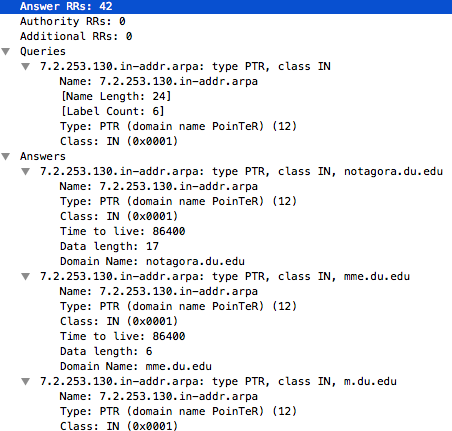 Answer RRs: 42
Authority RRs: 0
Additional RRs: 0
Queries
7.2.253.130.in-addr.arpa: type PTR, class IN
Name: 7.2.253.130.in-addr.arpa
[Name Length: 24]
[Label Count: 6]
Type: PTR (domain name PoinTeR) (12)
Class: IN (0x0001)
Answers
7.2.253.130.in-addr.arpa: type PTR, class IN, notagora.du.edu
Name: 7.2.253.130.in-addr.arpa
Type: PTR (domain name PoinTeR) (12)
Class: IN (0x0001)
Time to live: 86400
Data length: 17
Domain Name: notagora.du.edu
7.2.253.130.in-addr.arpa: type PTR, class IN, mme.du.edu
Name: 7.2.253.130.in-addr.arpa
Type: PTR (domain name PoinTeR) (12)
Class: IN (0x0001)
Time to live: 86400
Data length: 6
Domain Name: mme.du.edu
7.2.253.130.in-addr.arpa: type PTR, class IN, m.du.edu
Name: 7.2.253.130.in-addr.arpa
Type: PTR (domain name PoinTeR) (12)
Class: IN (0x0001)